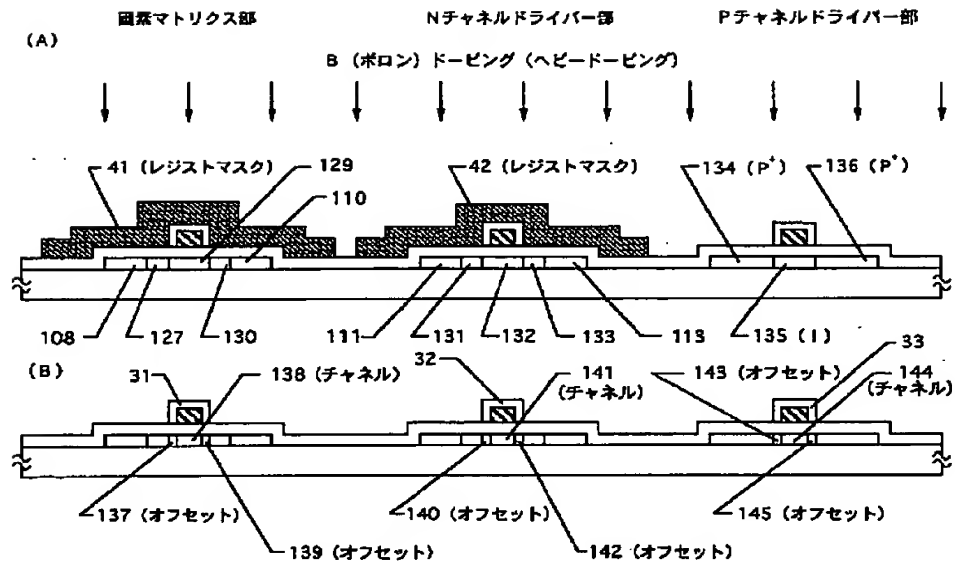 画素マトリクス部 Nチャネルドライバー部 Pチャネルドライバー部
(A)
B (ボロン) ドーピング (ヘビードーピング)
41 (レジストマスク) 129 42 (レジストマスク) 134 (P+) 136 (P+)
110
108 127 130 111 131 132 133 113 135 (I)
(B) 31 138 (チャネル) 32 141 (チャネル) 143 (オフセット) 144 (チャネル) 33
137 (オフセット) 140 (オフセット) 145 (オフセット)
139 (オフセット) 142 (オフセット)